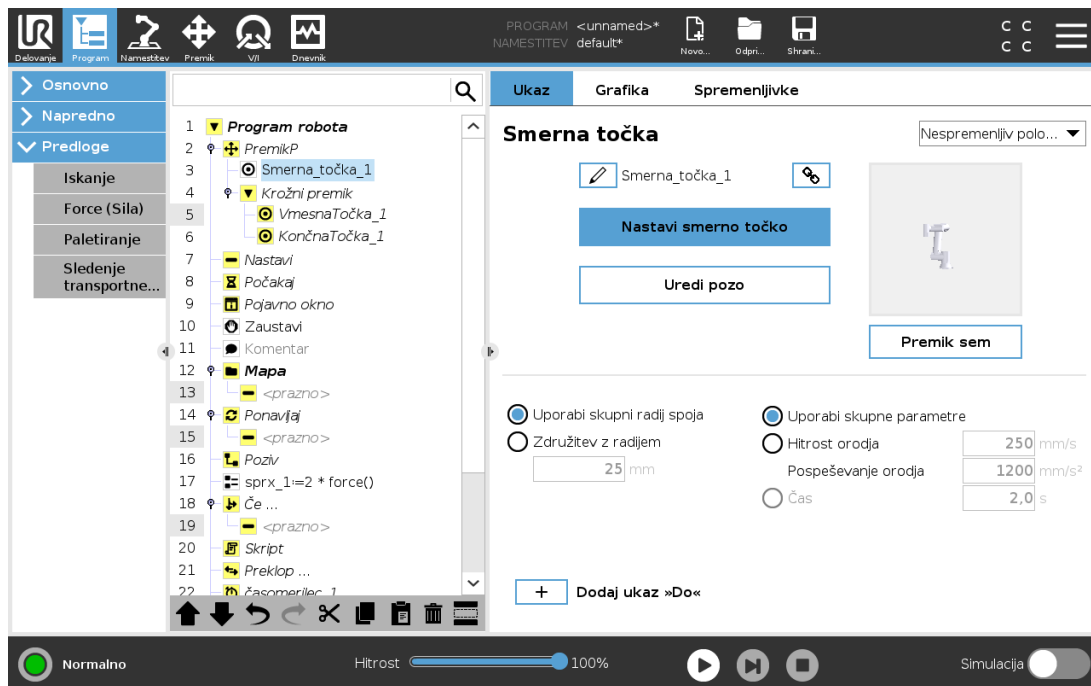 PROGRAM <unnamed>*
NAMESTITEV default*
Delovanje Program Namestitev Premik V/I Dnevnik
Novo... Odpri... Shrani...
C C
C C
Osnovno
Napredno
Predloge
Iskanje
Force (Sila)
Paletiranje
Sledenje
transportne...
1 Program robota
2 PremikP
3 Smerna_točka_1
4 Krožni premik
5 VmesnaTočka_1
6 KončnaTočka_1
7 Nastavi
8 Počakaj
9 Pojavno okno
10 Zaustavi
11 Komentar
12 Mapa
13 <prazno>
14 Ponavljaj
15 <prazno>
16 Poziv
17 sprx_1:=2 * force()
18 Če ...
19 <prazno>
20 Skript
21 Preklop ...
22 časomerilec_1
Ukaz Grafika Spremenljivke
Smerna točka
Nespremenljiv polo...
Smerna_točka_1
Nastavi smerno točko
Uredi pozo
Premik sem
Uporabi skupni radij spoja
Združitev z radijem
25 mm
Uporabi skupne parametre
Hitrost orodja 250 mm/s
Pospeševanje orodja 1200 mm/s²
Čas 2,0 s
+ Dodaj ukaz »Do«
Normalno
Hitrost 100%
Simulacija